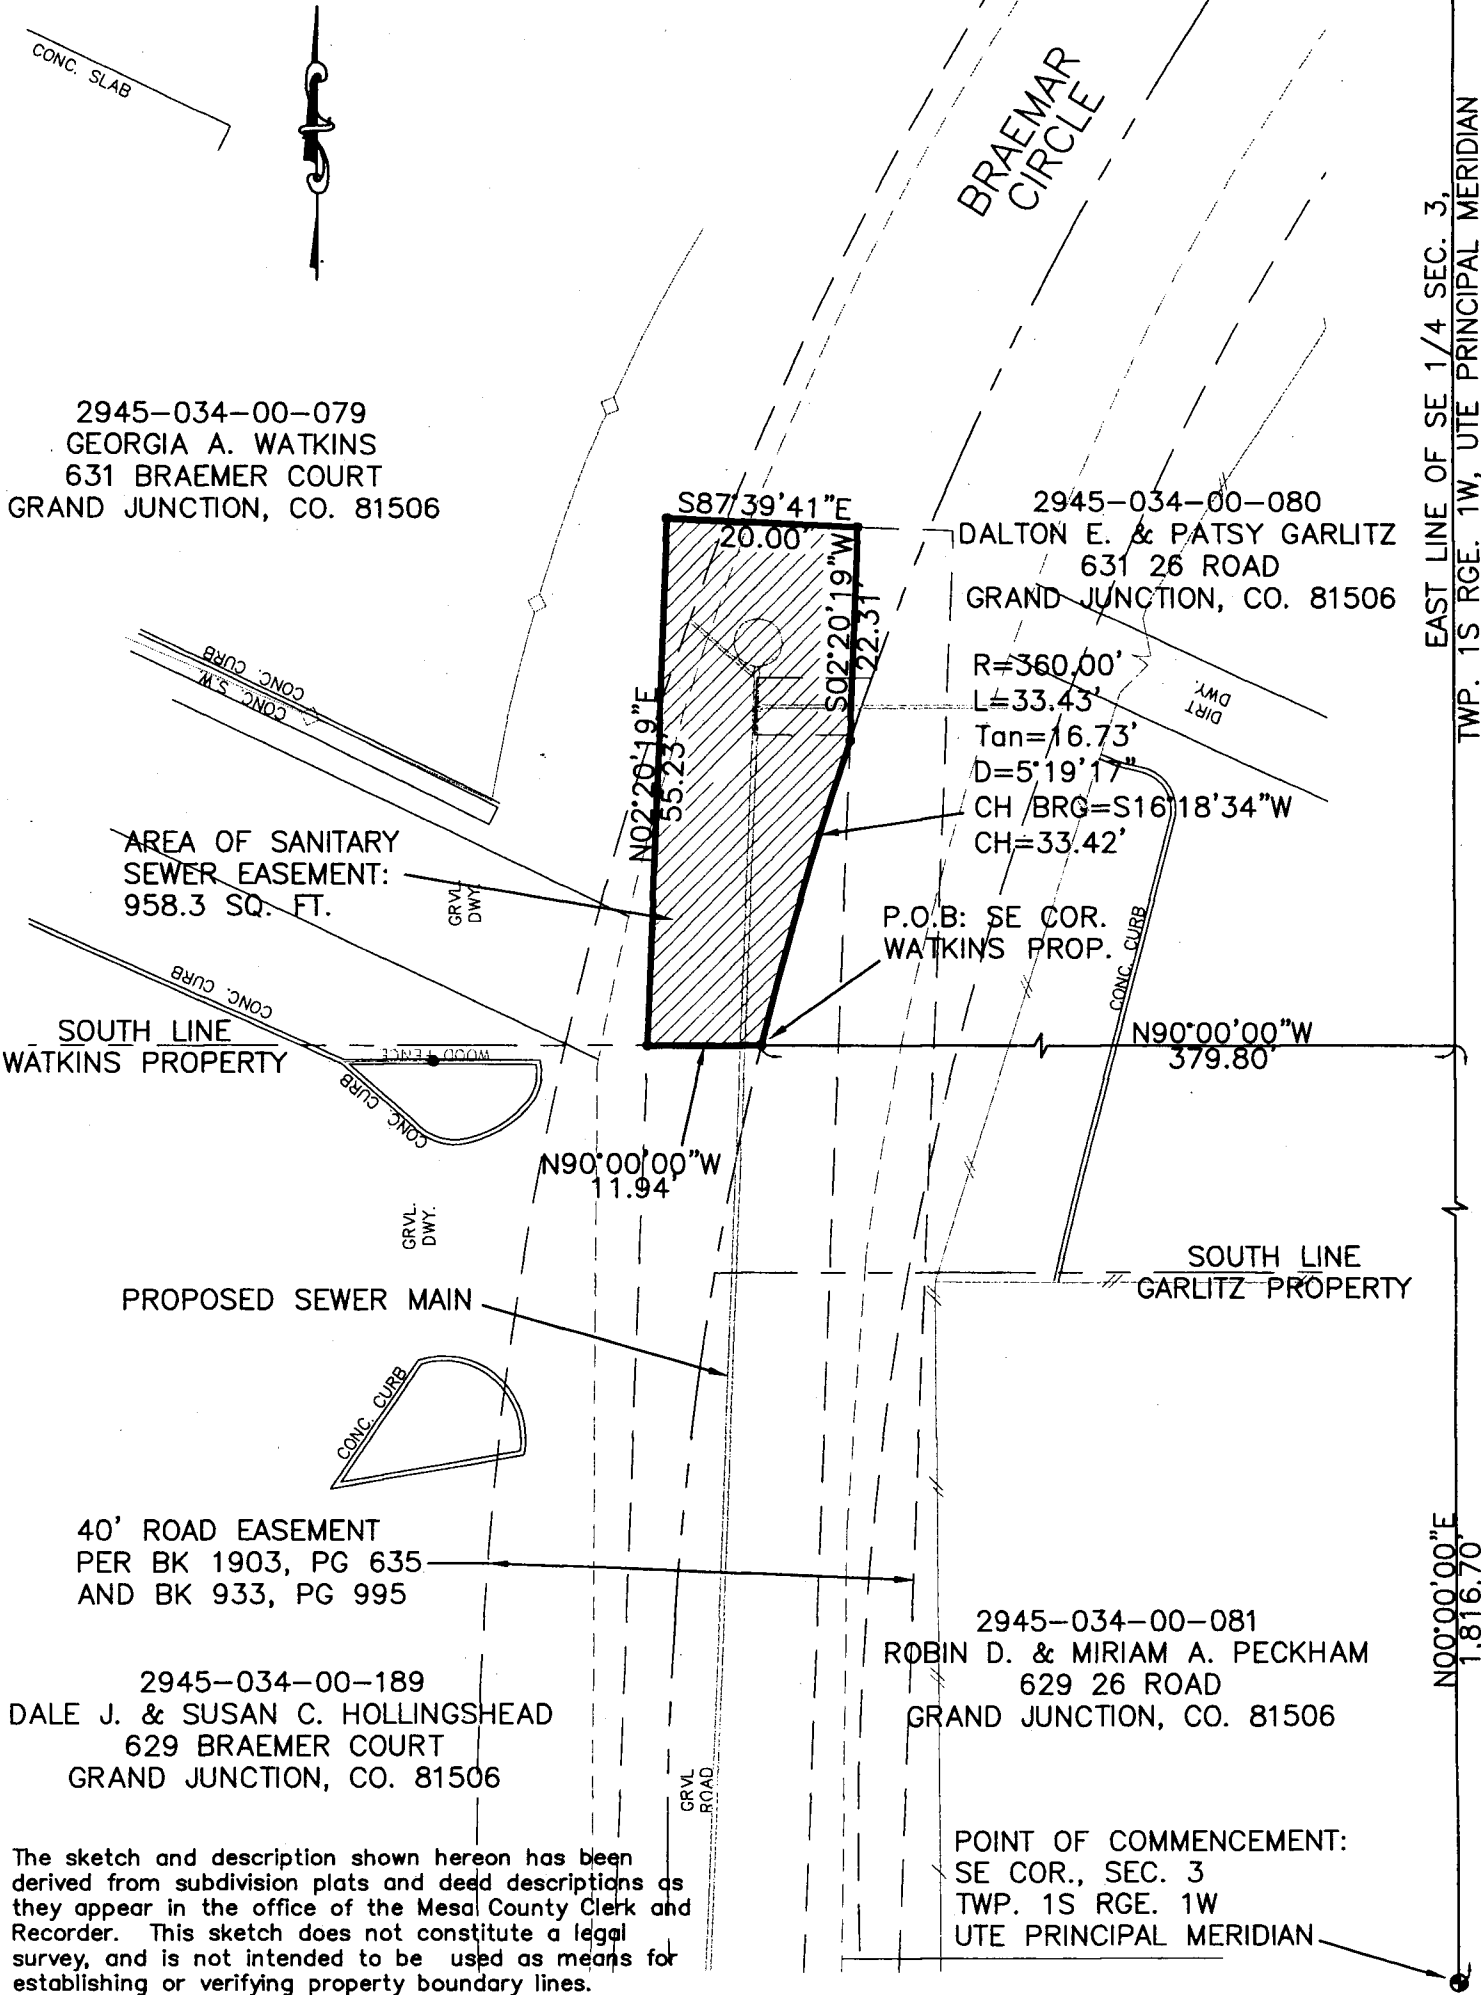 CONC. SLAB
BRAEMAR
CIRCLE
EAST LINE OF SE 1/4 SEC. 3,
TWP. 1S RGE. 1W, UTE PRINCIPAL MERIDIAN
2945-034-00-079
GEORGIA A. WATKINS
631 BRAEMER COURT
GRAND JUNCTION, CO. 81506
S87°39'41"E
20.00'
2945-034-00-080
DALTON E. & PATSY GARLITZ
631 26 ROAD
GRAND JUNCTION, CO. 81506
S02°20'19"W
22.31'
CONC. CURB
CONC. S.W.
N02°20'19"E
55.23'
R=360.00'
L=33.43'
Tan=16.73'
D=5°19'17"
CH BRG=S16°18'34"W
CH=33.42'
DIRT
DWY.
AREA OF SANITARY
SEWER EASEMENT:
958.3 SQ. FT.
GRVL.
DWY.
P.O.B: SE COR.
WATKINS PROP.
CONC. CURB
CONC. CURB
SOUTH LINE
WATKINS PROPERTY
WOOD FENCE
N90°00'00"W
379.80'
CONC. CURB
CONC.
N90°00'00"W
11.94'
GRVL.
DWY.
SOUTH LINE
GARLITZ PROPERTY
PROPOSED SEWER MAIN
CONC. CURB
40' ROAD EASEMENT
PER BK 1903, PG 635
AND BK 933, PG 995
N00°00'00"E
1,816.70'
2945-034-00-081
ROBIN D. & MIRIAM A. PECKHAM
629 26 ROAD
GRAND JUNCTION, CO. 81506
2945-034-00-189
DALE J. & SUSAN C. HOLLINGSHEAD
629 BRAEMER COURT
GRAND JUNCTION, CO. 81506
GRVL
ROAD
POINT OF COMMENCEMENT:
SE COR., SEC. 3
TWP. 1S RGE. 1W
UTE PRINCIPAL MERIDIAN
The sketch and description shown hereon has been
derived from subdivision plats and deed descriptions as
they appear in the office of the Mesa County Clerk and
Recorder. This sketch does not constitute a legal
survey, and is not intended to be used as means for
establishing or verifying property boundary lines.